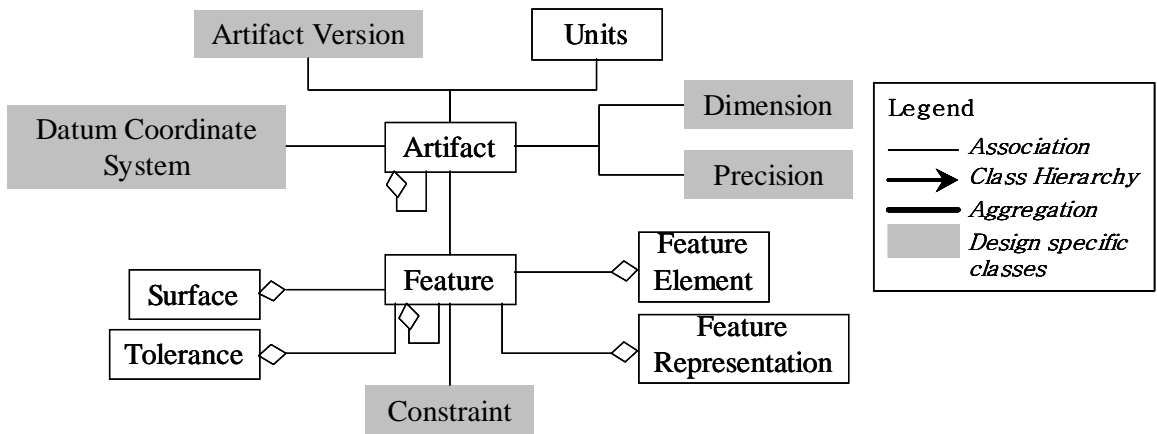 Artifact Version
Units
Datum Coordinate
System
Artifact
Dimension
Precision
Feature
Surface
Tolerance
Feature
Element
Feature
Representation
Constraint
Legend
Association
Class Hierarchy
Aggregation
Design specific
classes